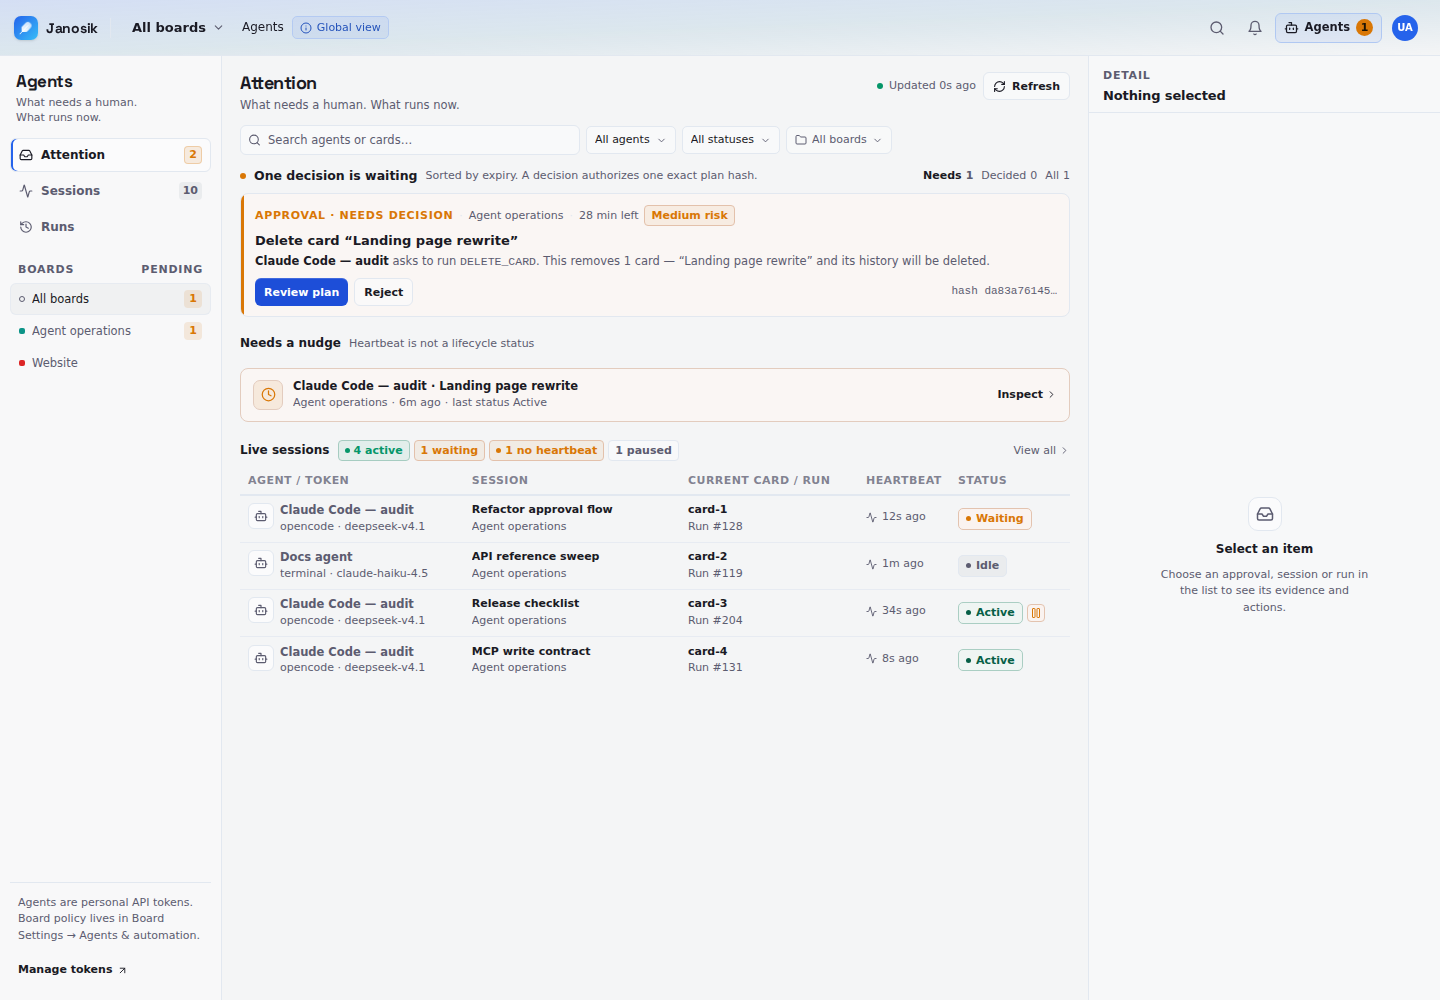 Janosik
All boards
Agents
Global view
Agents 1
UA
Agents
What needs a human.
What runs now.
Attention 2
Sessions 10
Runs
BOARDS PENDING
All boards 1
Agent operations 1
Website
Agents are personal API tokens.
Board policy lives in Board
Settings → Agents & automation.
Manage tokens
Attention
What needs a human. What runs now.
Updated 0s ago
Refresh
Search agents or cards…
All agents
All statuses
All boards
One decision is waiting Sorted by expiry. A decision authorizes one exact plan hash.
Needs 1 Decided 0 All 1
APPROVAL · NEEDS DECISION Agent operations · 28 min left Medium risk
Delete card “Landing page rewrite”
Claude Code — audit asks to run DELETE_CARD. This removes 1 card — “Landing page rewrite” and its history will be deleted.
Review plan Reject hash da83a76145…
Needs a nudge Heartbeat is not a lifecycle status
Claude Code — audit · Landing page rewrite
Agent operations · 6m ago · last status Active
Inspect
Live sessions 4 active 1 waiting 1 no heartbeat 1 paused View all
AGENT / TOKEN SESSION CURRENT CARD / RUN HEARTBEAT STATUS
Claude Code — audit Refactor approval flow card-1 12s ago Waiting
opencode · deepseek-v4.1 Agent operations Run #128
Docs agent API reference sweep card-2 1m ago Idle
terminal · claude-haiku-4.5 Agent operations Run #119
Claude Code — audit Release checklist card-3 34s ago Active
opencode · deepseek-v4.1 Agent operations Run #204
Claude Code — audit MCP write contract card-4 8s ago Active
opencode · deepseek-v4.1 Agent operations Run #131
DETAIL
Nothing selected
Select an item
Choose an approval, session or run in
the list to see its evidence and
actions.